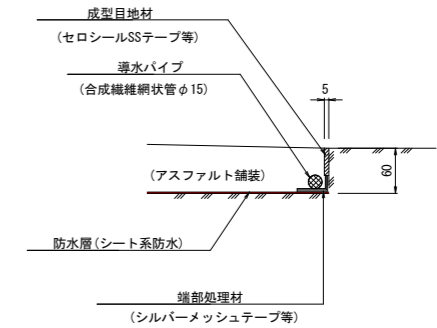 成型目地材
(セロシールSSテープ等)
導水パイプ
(合成繊維網状管φ15)
5
(アスファルト舗装)
60
防水層(シート系防水)
端部処理材
(シルバーメッシュテープ等)